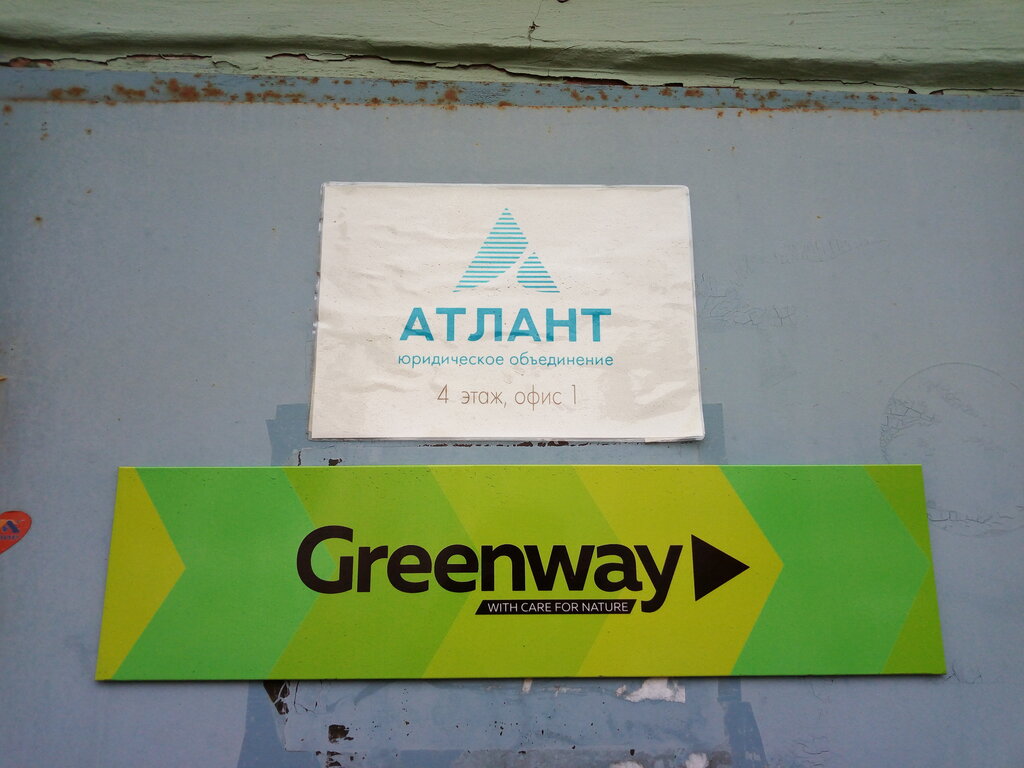 АТЛАНТ
юридическое объединение
4 этаж, офис 1
Greenway
WITH CARE FOR NATURE